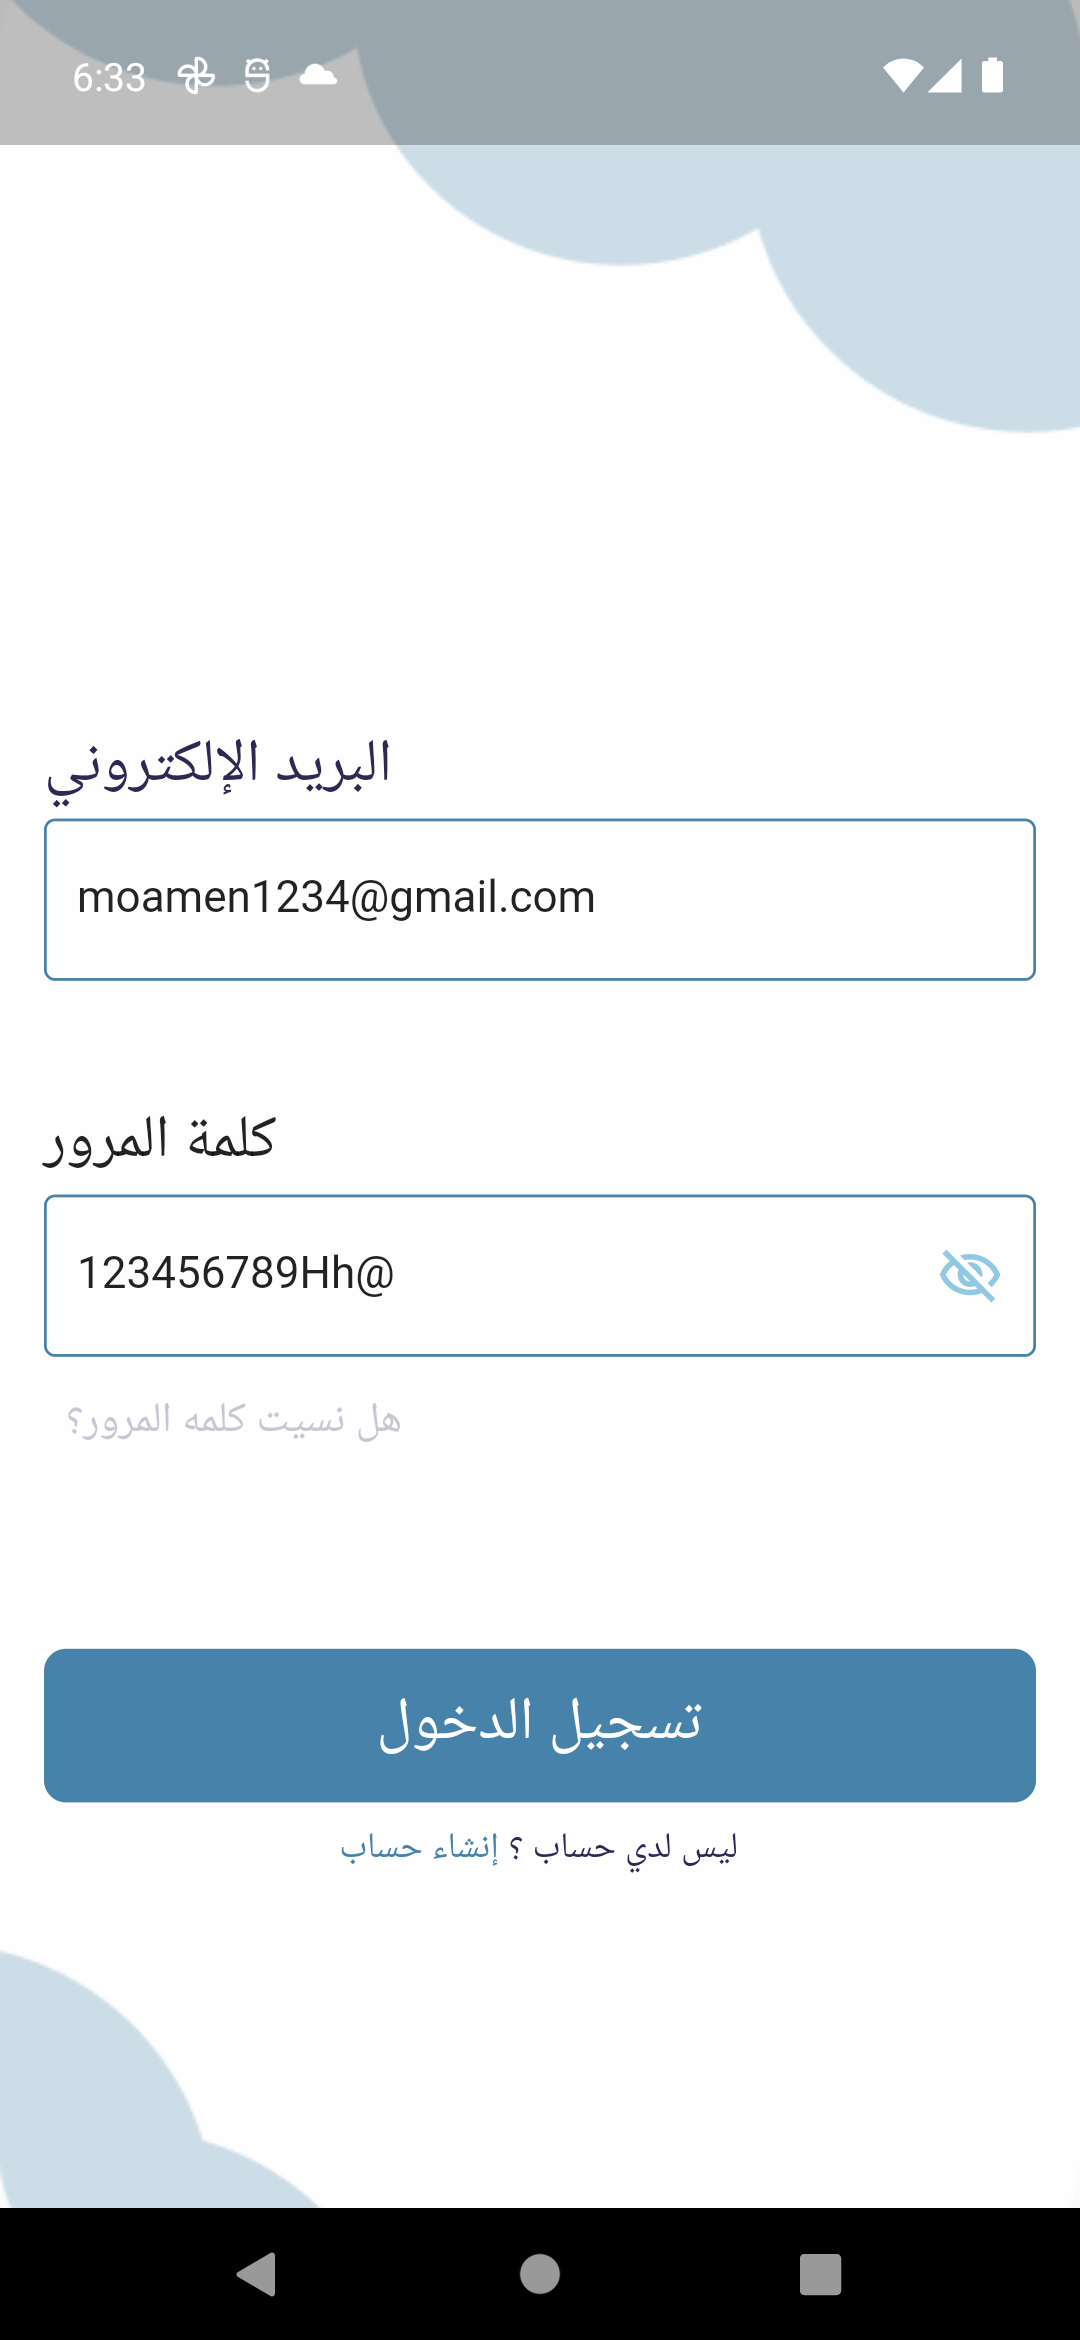 6:33
البريد الإلكتروني
moamen1234@gmail.com
كلمة المرور
123456789Hh@
هل نسيت كلمه المرور؟
تسجيل الدخول
ليس لدي حساب ؟ إنشاء حساب